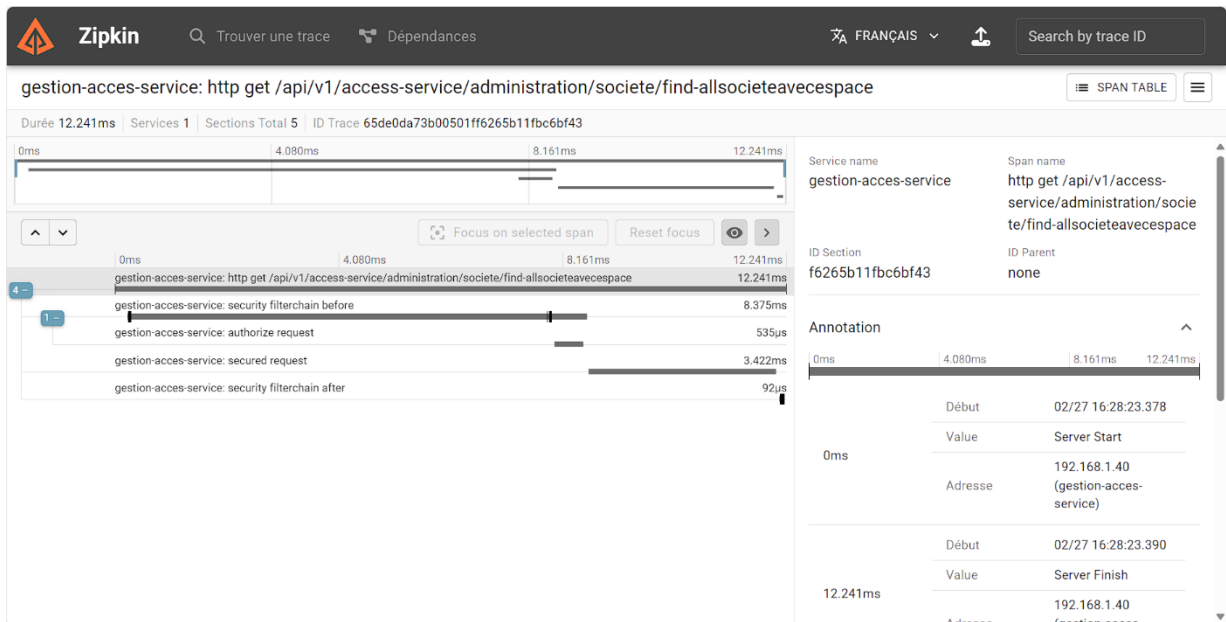 Zipkin
Trouver une trace
Dépendances
FRANÇAIS
Search by trace ID
gestion-acces-service: http get /api/v1/access-service/administration/societe/find-allsocieteavecespace
SPAN TABLE
Durée 12.241ms Services 1 Sections Total 5 ID Trace 65de0da73b00501ff6265b11fbc6bf43
0ms 4.080ms 8.161ms 12.241ms
Focus on selected span
Reset focus
0ms 4.080ms 8.161ms 12.241ms
gestion-acces-service: http get /api/v1/access-service/administration/societe/find-allsocieteavecespace 12.241ms
4 –
gestion-acces-service: security filterchain before 8.375ms
1 –
gestion-acces-service: authorize request 535µs
gestion-acces-service: secured request 3.422ms
gestion-acces-service: security filterchain after 92µs
Service name
gestion-acces-service
Span name
http get /api/v1/access-
service/administration/socie
te/find-allsocieteavecespace
ID Section
f6265b11fbc6bf43
ID Parent
none
Annotation
0ms 4.080ms 8.161ms 12.241ms
0ms
Début 02/27 16:28:23.378
Value Server Start
Adresse 192.168.1.40
(gestion-acces-
service)
12.241ms
Début 02/27 16:28:23.390
Value Server Finish
Adresse 192.168.1.40
(gestion-acces-